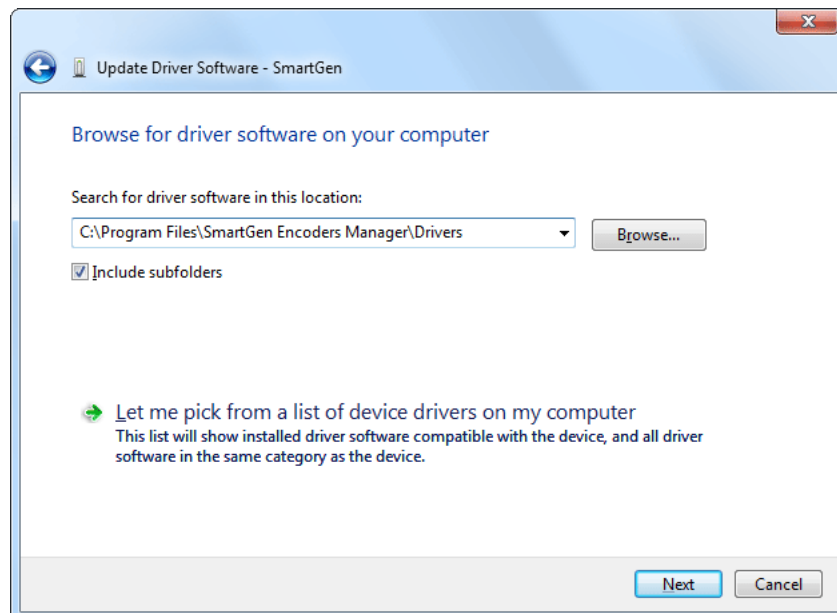 Update Driver Software - SmartGen
Browse for driver software on your computer
Search for driver software in this location:
C:\Program Files\SmartGen Encoders Manager\Drivers
Browse...
Include subfolders
Let me pick from a list of device drivers on my computer
This list will show installed driver software compatible with the device, and all driver
software in the same category as the device.
Next
Cancel